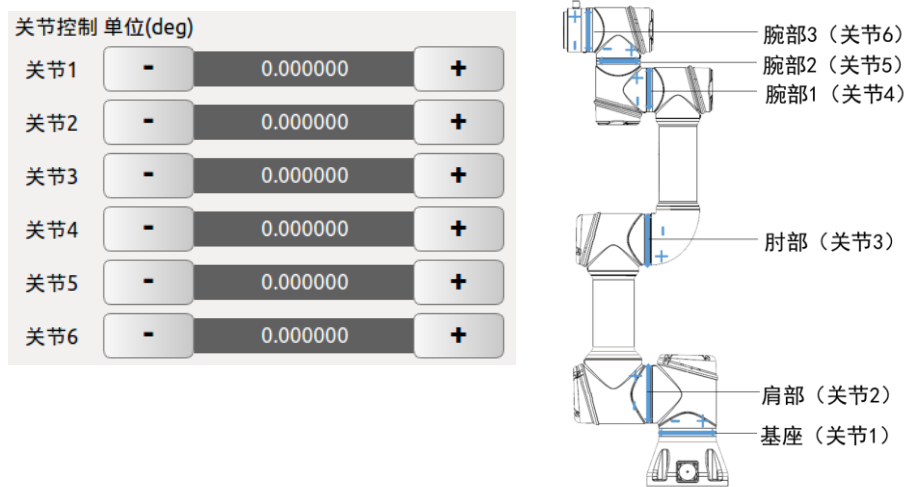 关节控制 单位(deg)
关节1 - 0.000000 +
关节2 - 0.000000 +
关节3 - 0.000000 +
关节4 - 0.000000 +
关节5 - 0.000000 +
关节6 - 0.000000 +
腕部3（关节6）
腕部2（关节5）
腕部1（关节4）
肘部（关节3）
肩部（关节2）
基座（关节1）
+
-
- +
+
-
-
+
+
-
- +